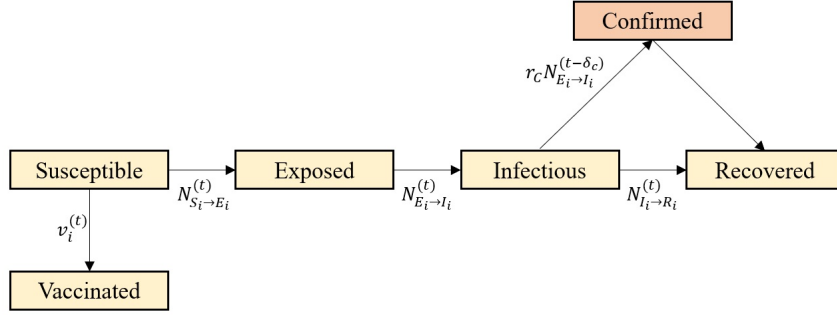 Confirmed
r_C N_{E_i→I_i}^{(t−δ_c)}
Susceptible
Exposed
Infectious
Recovered
N_{S_i→E_i}^{(t)}
N_{E_i→I_i}^{(t)}
N_{I_i→R_i}^{(t)}
v_i^{(t)}
Vaccinated